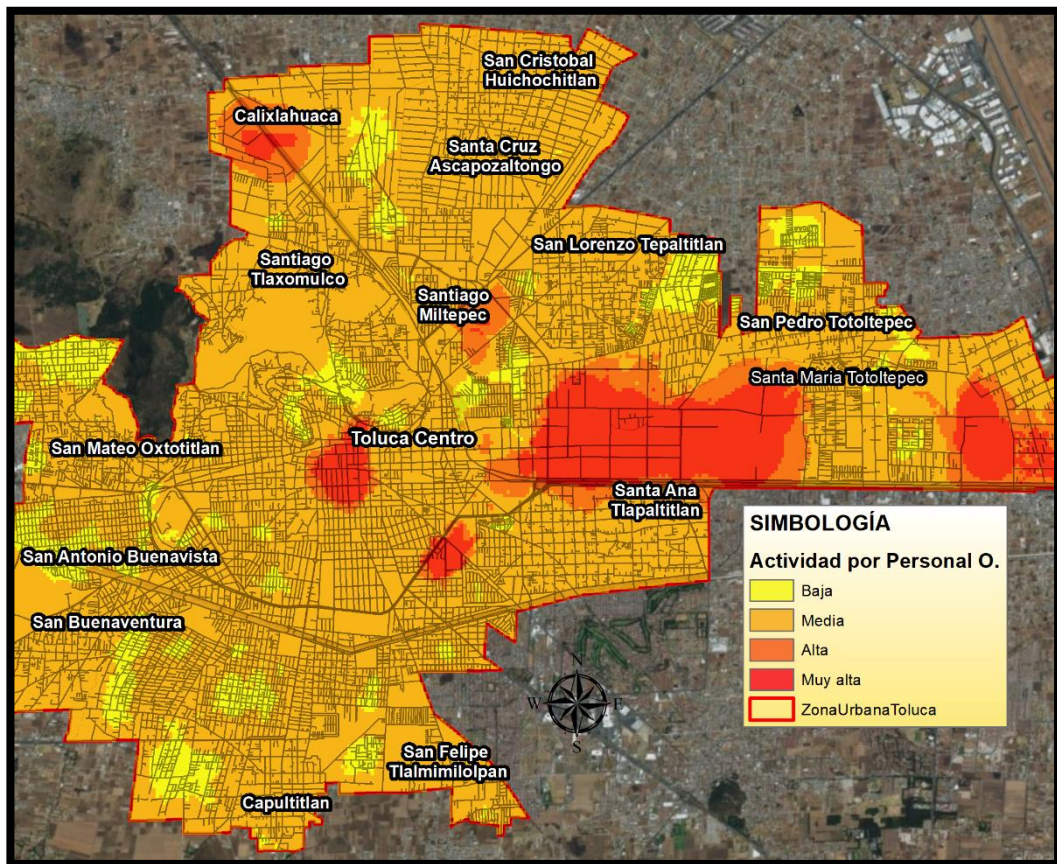 San Cristobal
Huichochitlan
Calixlahuaca
Santa Cruz
Ascapozaltongo
San Lorenzo Tepaltitlan
Santiago
Tlaxomulco
Santiago
Miltepec
San Pedro Totoltepec
Santa Maria Totoltepec
Toluca Centro
San Mateo Oxtotitlan
Santa Ana
Tlapaltitlan
San Antonio Buenavista
San Buenaventura
San Felipe
Tlalmimilolpan
Capultitlan
N
W
E
S
SIMBOLOGÍA
Actividad por Personal O.
Baja
Media
Alta
Muy alta
ZonaUrbanaToluca